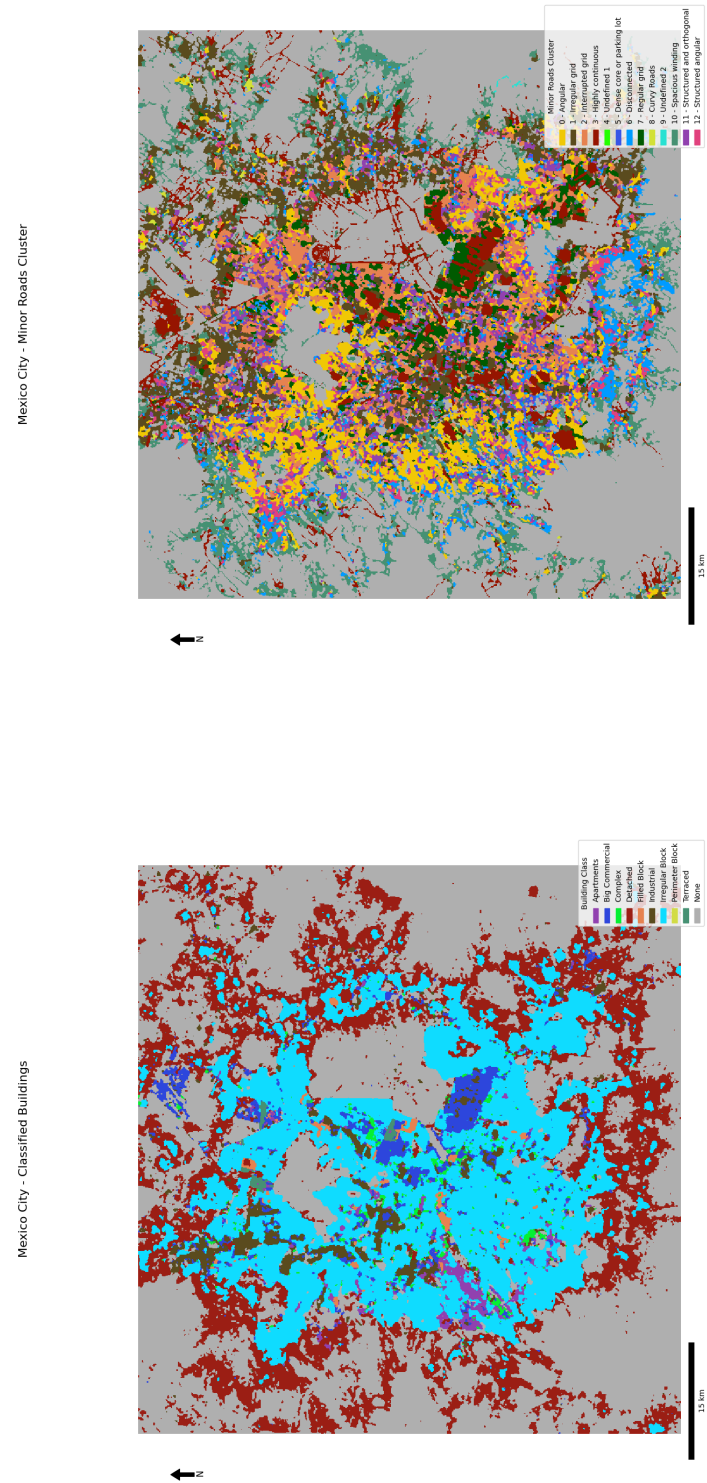 Mexico City - Minor Roads Cluster
Minor Roads Cluster
0 - Angular
1 - Irregular grid
2 - Interrupted grid
3 - Highly continuous
4 - Undefined 1
5 - Dense core or parking lot
6 - Disconnected
7 - Regular grid
8 - Curvy Roads
9 - Undefined 2
10 - Spacious winding
11 - Structured and orthogonal
12 - Structured angular
15 km
N
Mexico City - Classified Buildings
Building Class
Apartments
Big Commercial
Complex
Detached
Filled Block
Industrial
Irregular Block
Perimeter Block
Terraced
None
15 km
N